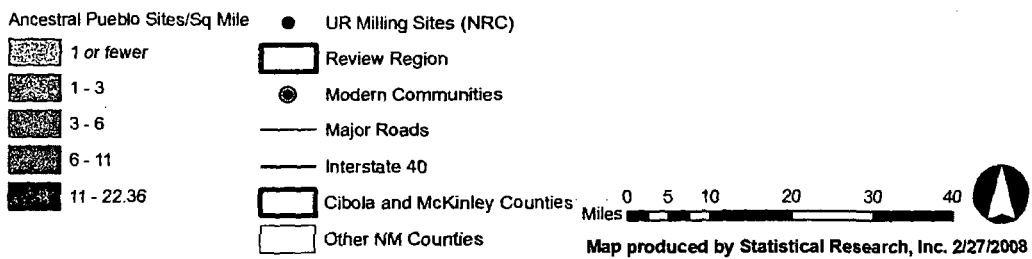 Ancestral Pueblo Sites/Sq Mile
1 or fewer
1 - 3
3 - 6
6 - 11
11 - 22.36
UR Milling Sites (NRC)
Review Region
Modern Communities
Major Roads
Interstate 40
Cibola and McKinley Counties
Other NM Counties
0 5 10 20 30 40
Miles
Map produced by Statistical Research, Inc. 2/27/2008